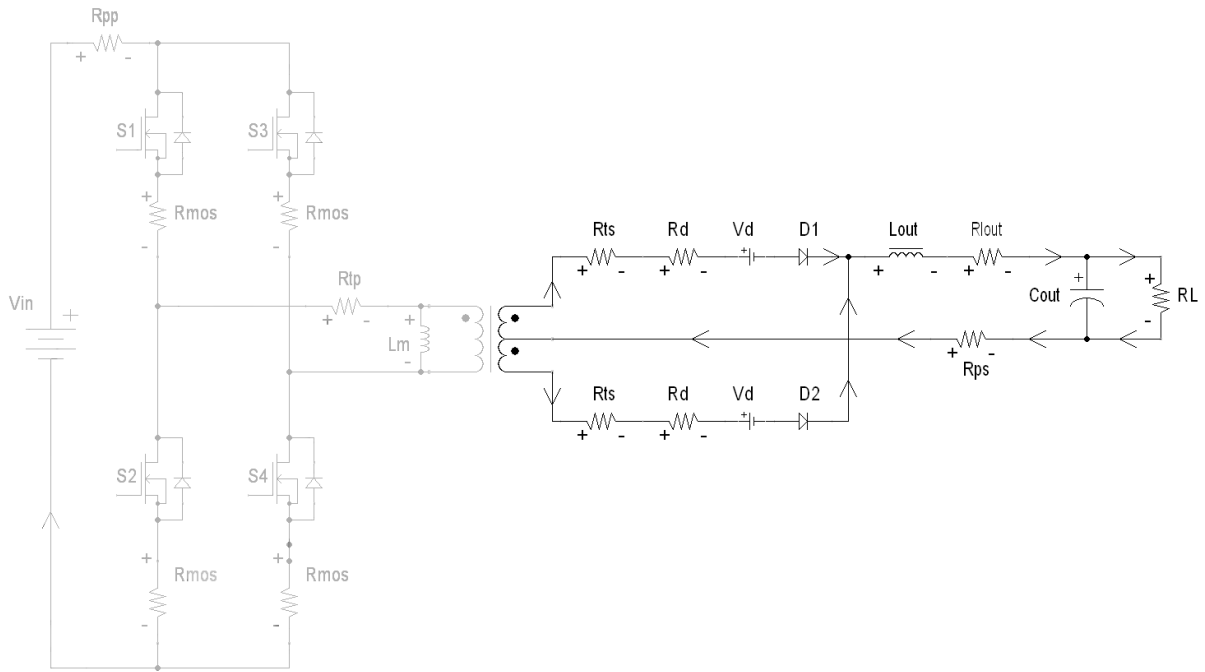 Rpp
+ -
S1 S3
+ +
Rmos Rmos
- -
Rts Rd Vd D1 Lout Rlout
+ - + - + + - + -
Vin +
Rtp
+ -
+
Lm
-
Cout + + RL
-
+ -
Rps
Rts Rd Vd D2
+ - + - +
S2 S4
+ +
Rmos Rmos
- -